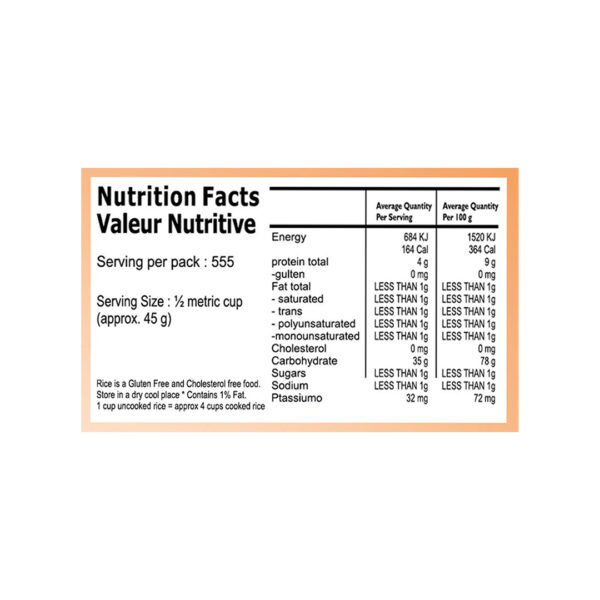 Nutrition Facts
Valeur Nutritive
Serving per pack : 555
Serving Size : ½ metric cup
(approx. 45 g)
Rice is a Gluten Free and Cholesterol free food.
Store in a dry cool place * Contains 1% Fat.
1 cup uncooked rice = approx 4 cups cooked rice
Average Quantity Average Quantity
Per Serving Per 100 g
Energy 684 KJ 1520 KJ
164 Cal 364 Cal
protein total 4 g 9 g
-gulten 0 mg 0 mg
Fat total LESS THAN 1g LESS THAN 1g
- saturated LESS THAN 1g LESS THAN 1g
- trans LESS THAN 1g LESS THAN 1g
- polyunsaturated LESS THAN 1g LESS THAN 1g
-monounsaturated LESS THAN 1g LESS THAN 1g
Cholesterol 0 mg 0 mg
Carbohydrate 35 g 78 g
Sugars LESS THAN 1g LESS THAN 1g
Sodium LESS THAN 1g LESS THAN 1g
Ptassiumo 32 mg 72 mg